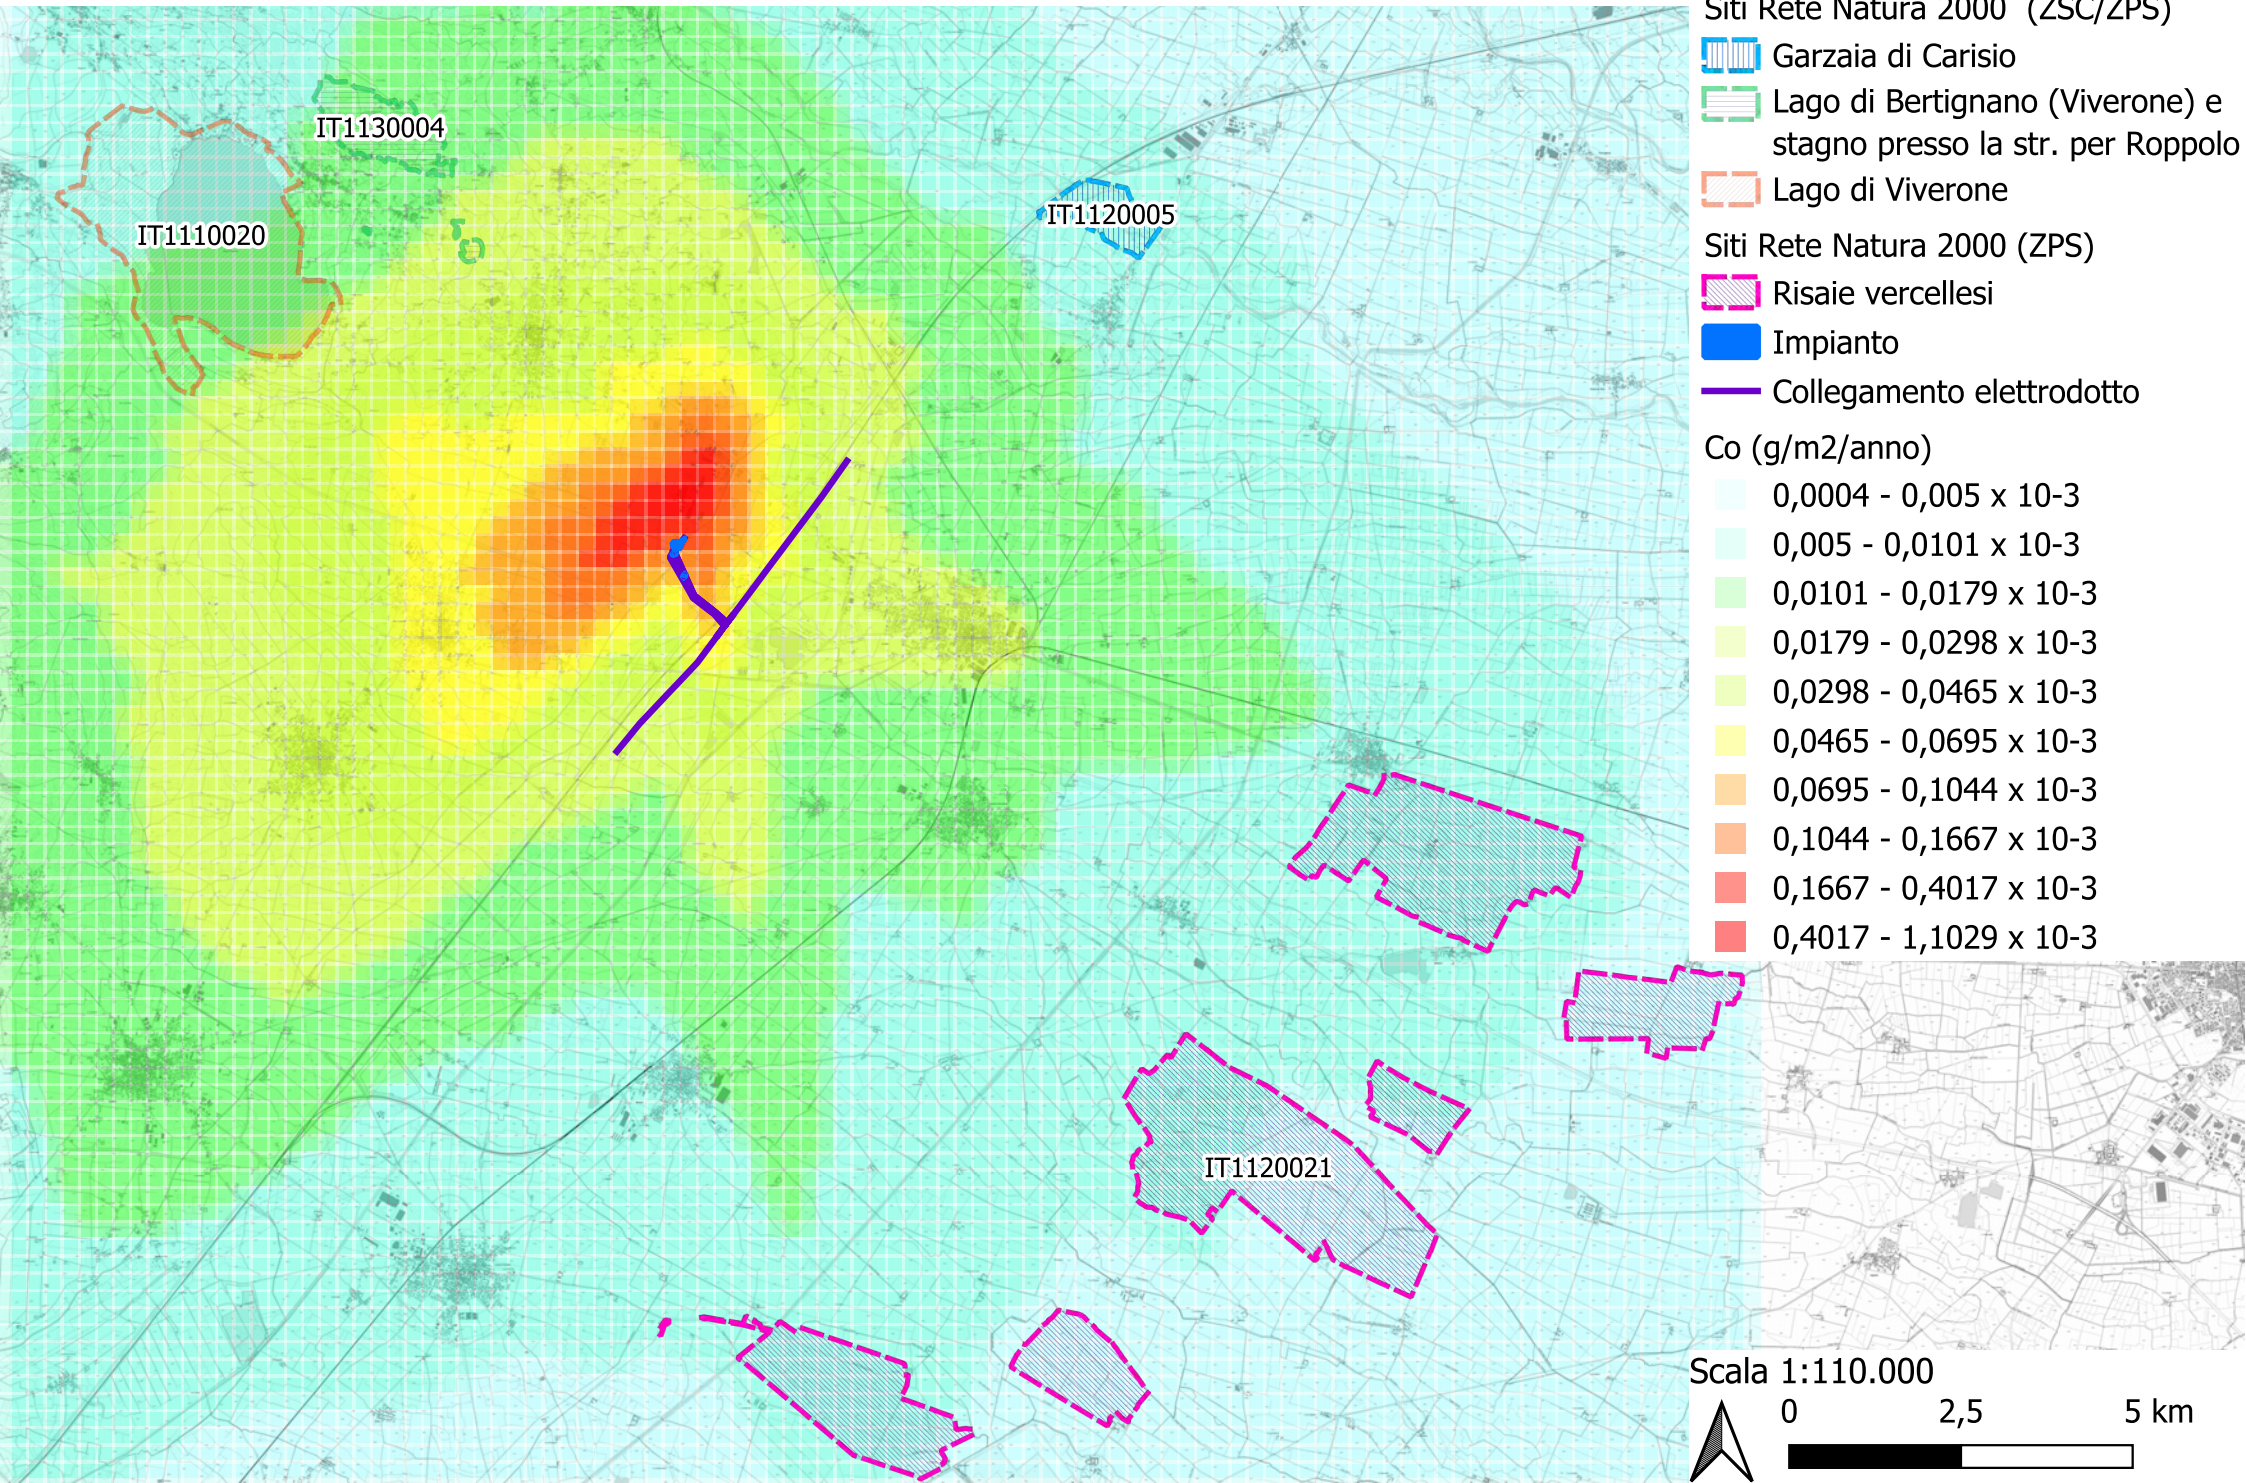 Siti Rete Natura 2000 (ZSC/ZPS)
Garzaia di Carisio
Lago di Bertignano (Viverone) e
stagno presso la str. per Roppolo
Lago di Viverone
Siti Rete Natura 2000 (ZPS)
Risaie vercellesi
Impianto
Collegamento elettrodotto
Co (g/m2/anno)
0,0004 - 0,005 x 10-3
0,005 - 0,0101 x 10-3
0,0101 - 0,0179 x 10-3
0,0179 - 0,0298 x 10-3
0,0298 - 0,0465 x 10-3
0,0465 - 0,0695 x 10-3
0,0695 - 0,1044 x 10-3
0,1044 - 0,1667 x 10-3
0,1667 - 0,4017 x 10-3
0,4017 - 1,1029 x 10-3
IT1130004
IT1110020
IT1120005
IT1120021
Scala 1:110.000
0 2,5 5 km